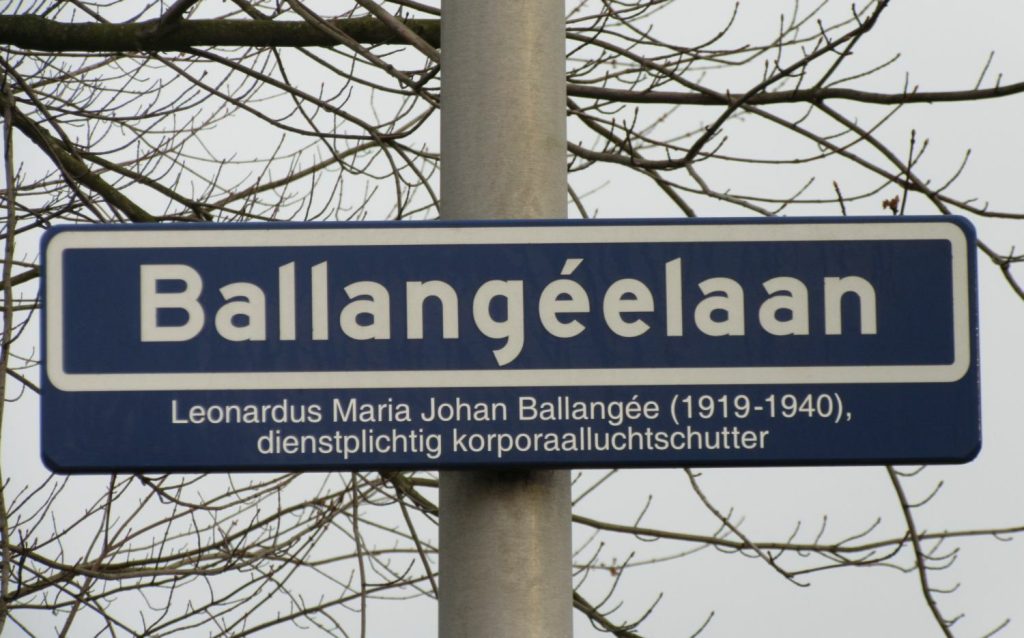 Ballangéelaan
Leonardus Maria Johan Ballangée (1919-1940),
dienstplichtig korporaalluchtschutter